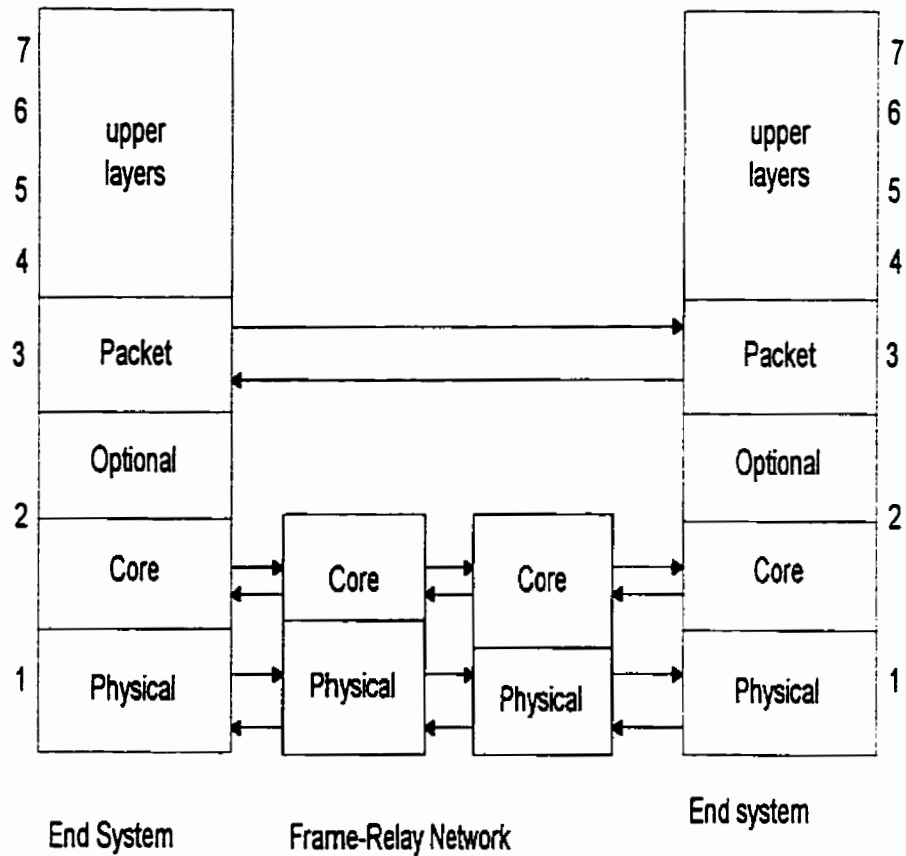 7
7
6
6
upper
layers
upper
layers
5
5
4
4
3
Packet
Packet
3
Optional
Optional
2
2
Core
Core
Core
Core
1
Physical
Physical
Physical
Physical
1
End System
Frame-Relay Network
End system